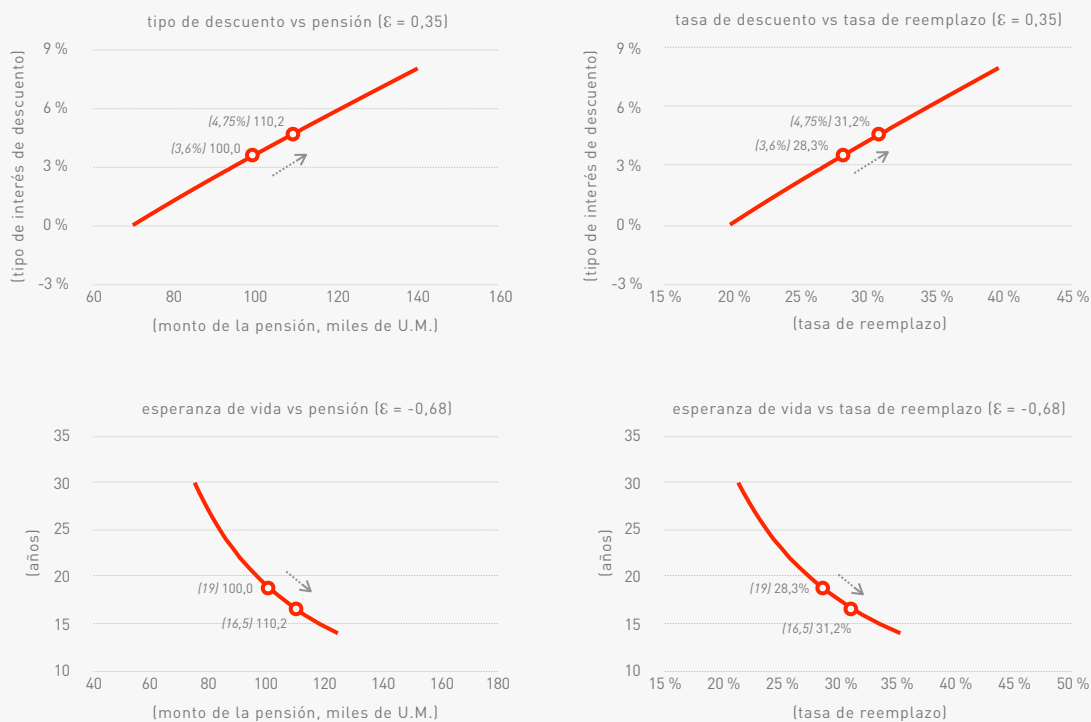 tipo de descuento vs pensión (ε = 0,35)
(tipo de interés de descuento)
9 %
6 %
3 %
0 %
-3 %
(4,75%) 110,2
(3,6%) 100,0
60 80 100 120 140 160
(monto de la pensión, miles de U.M.)
tasa de descuento vs tasa de reemplazo (ε = 0,35)
(tipo de interés de descuento)
9 %
6 %
3 %
0 %
-3 %
(4,75%) 31,2%
(3,6%) 28,3%
15 % 20 % 25 % 30 % 35 % 40 % 45 %
(tasa de reemplazo)
esperanza de vida vs pensión (ε = -0,68)
(años)
35
30
25
20
15
10
(19) 100,0
(16,5) 110,2
40 60 80 100 120 140 160 180
(monto de la pensión, miles de U.M.)
esperanza de vida vs tasa de reemplazo (ε = -0,68)
(años)
35
30
25
20
15
10
(19) 28,3%
(16,5) 31,2%
15 % 20 % 25 % 30 % 35 % 40 % 45 % 50 %
(tasa de reemplazo)